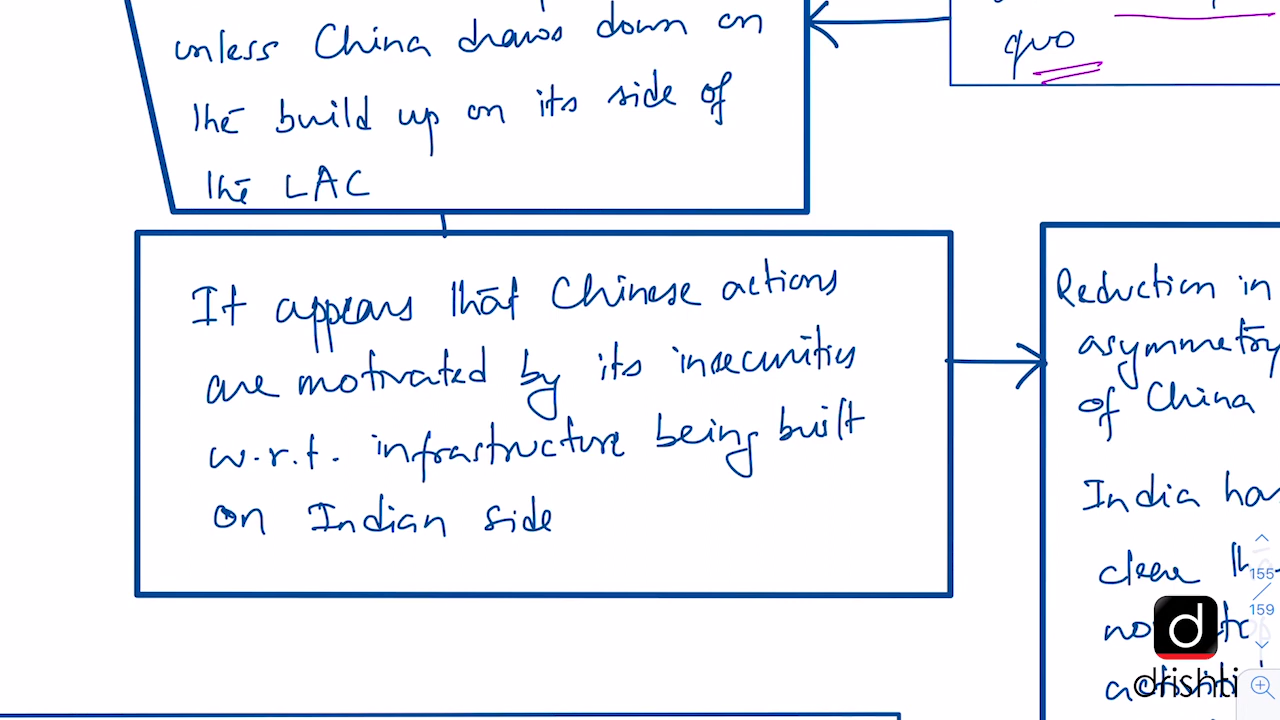 unless China draws down on
the build up on its side of
the LAC
quo
It appears that Chinese actions
are motivated by its insecurities
w.r.t. infrastructure being built
on Indian side
Reduction in
asymmetry
of China
India has
clear
not
155
159
drishti